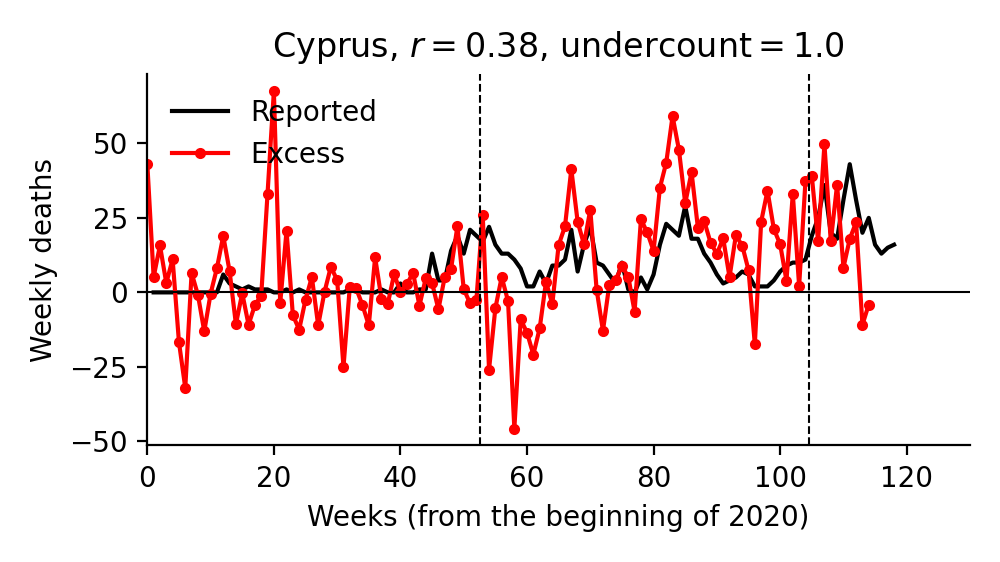 Cyprus, r = 0.38, undercount = 1.0
Reported
Excess
Weekly deaths
50
25
0
−25
−50
0 20 40 60 80 100 120
Weeks (from the beginning of 2020)